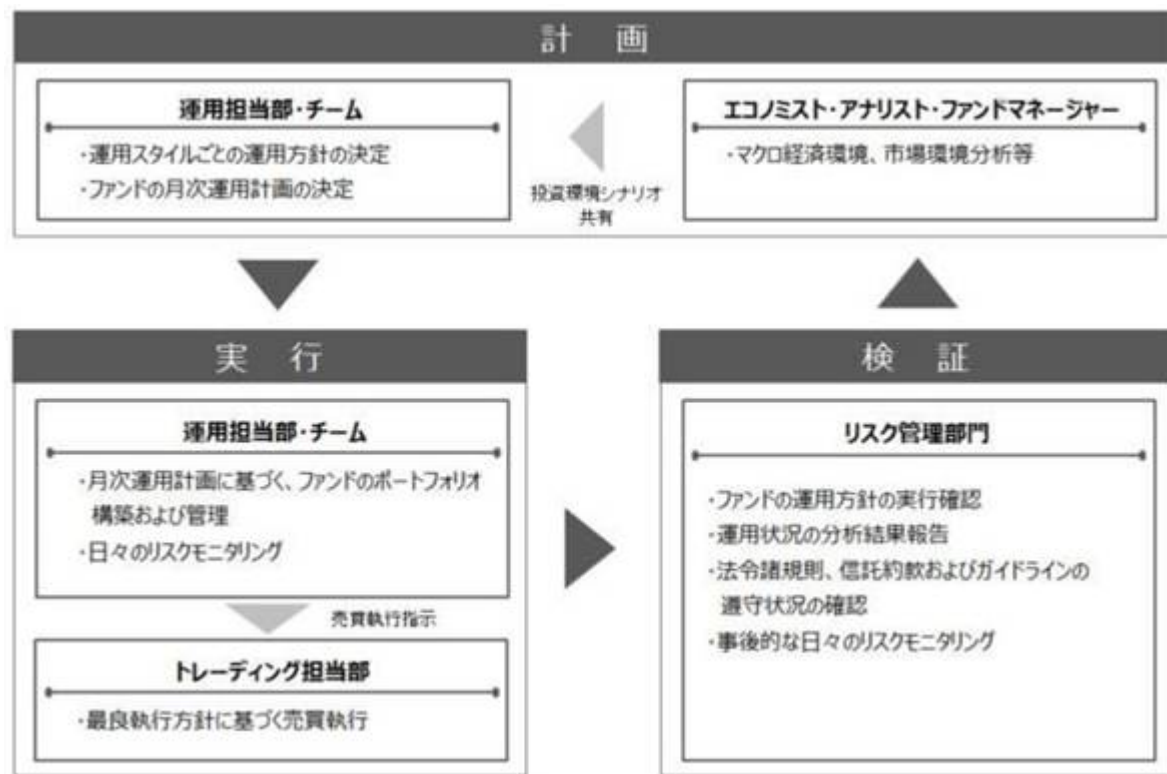 計 画
運用担当部・チーム
・運用スタイルごとの運用方針の決定
・ファンドの月次運用計画の決定
投資環境シナリオ
共有
エコノミスト・アナリスト・ファンドマネージャー
・マクロ経済環境、市場環境分析等
実 行
運用担当部・チーム
・月次運用計画に基づく、ファンドのポートフォリオ
構築および管理
・日々のリスクモニタリング
売買執行指示
トレーディング担当部
・最良執行方針に基づく売買執行
検 証
リスク管理部門
・ファンドの運用方針の実行確認
・運用状況の分析結果報告
・法令諸規則、信託約款およびガイドラインの
遵守状況の確認
・事後的な日々のリスクモニタリング